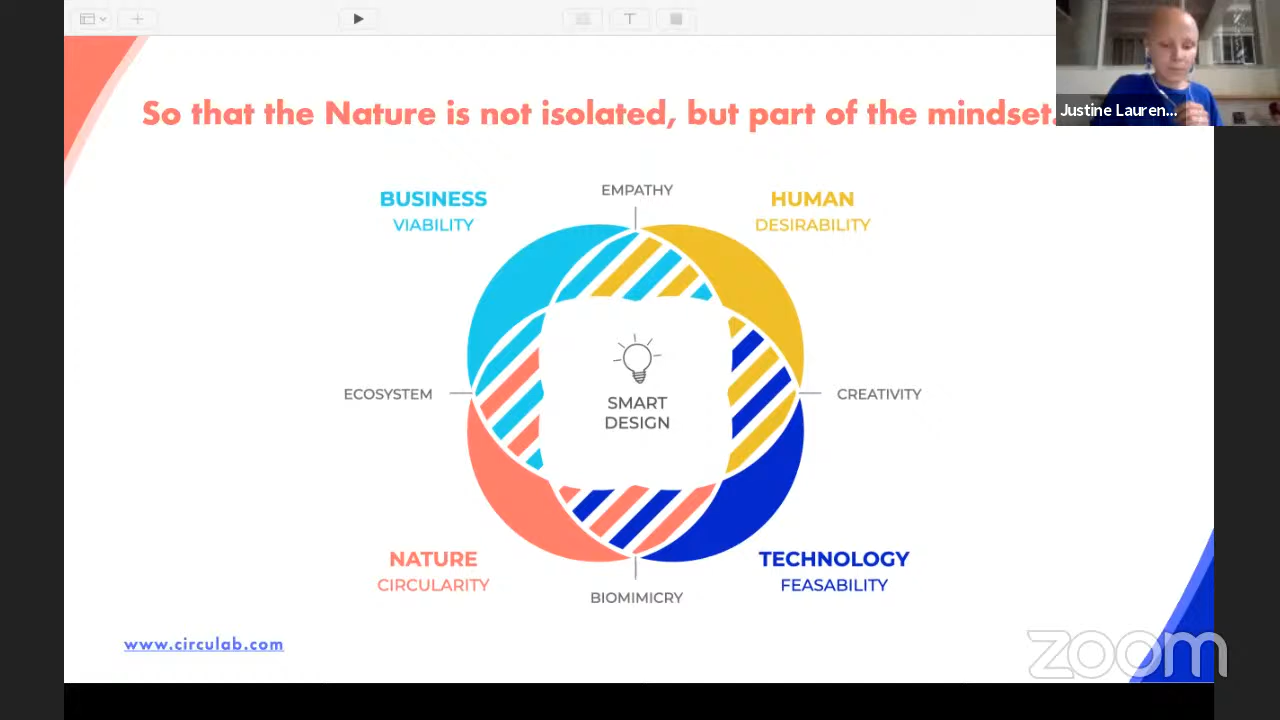 So that the Nature is not isolated, but part of the mindset.
Justine Lauren...
EMPATHY
BUSINESS
VIABILITY
HUMAN
DESIRABILITY
ECOSYSTEM
SMART
DESIGN
CREATIVITY
NATURE
CIRCULARITY
TECHNOLOGY
FEASABILITY
BIOMIMICRY
www.circulab.com
zoom